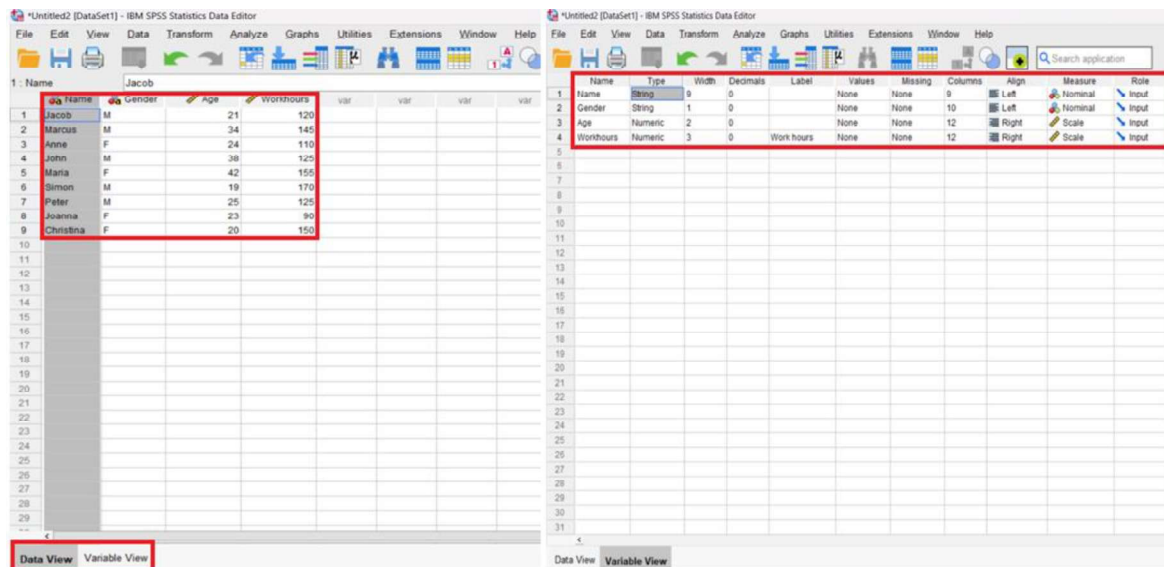 *Untitled2 [DataSet1] - IBM SPSS Statistics Data Editor
File Edit View Data Transform Analyze Graphs Utilities Extensions Window Help
1 : Name Jacob
Name Gender Age Workhours var var var var
1 Jacob M 21 120
2 Marcus M 34 145
3 Anne F 24 110
4 John M 38 125
5 Maria F 42 155
6 Simon M 19 170
7 Peter M 25 125
8 Joanna F 23 90
9 Christina F 20 150
10
11
12
13
14
15
16
17
18
19
20
21
22
23
24
25
26
27
28
29
Data View Variable View
*Untitled2 [DataSet1] - IBM SPSS Statistics Data Editor
File Edit View Data Transform Analyze Graphs Utilities Extensions Window Help
Search application
Name Type Width Decimals Label Values Missing Columns Align Measure Role
1 Name String 9 0 None None 9 Left Nominal Input
2 Gender String 1 0 None None 10 Left Nominal Input
3 Age Numeric 2 0 None None 12 Right Scale Input
4 Workhours Numeric 3 0 Work hours None None 12 Right Scale Input
5
6
7
8
9
10
11
12
13
14
15
16
17
18
19
20
21
22
23
24
25
26
27
28
29
30
31
Data View Variable View